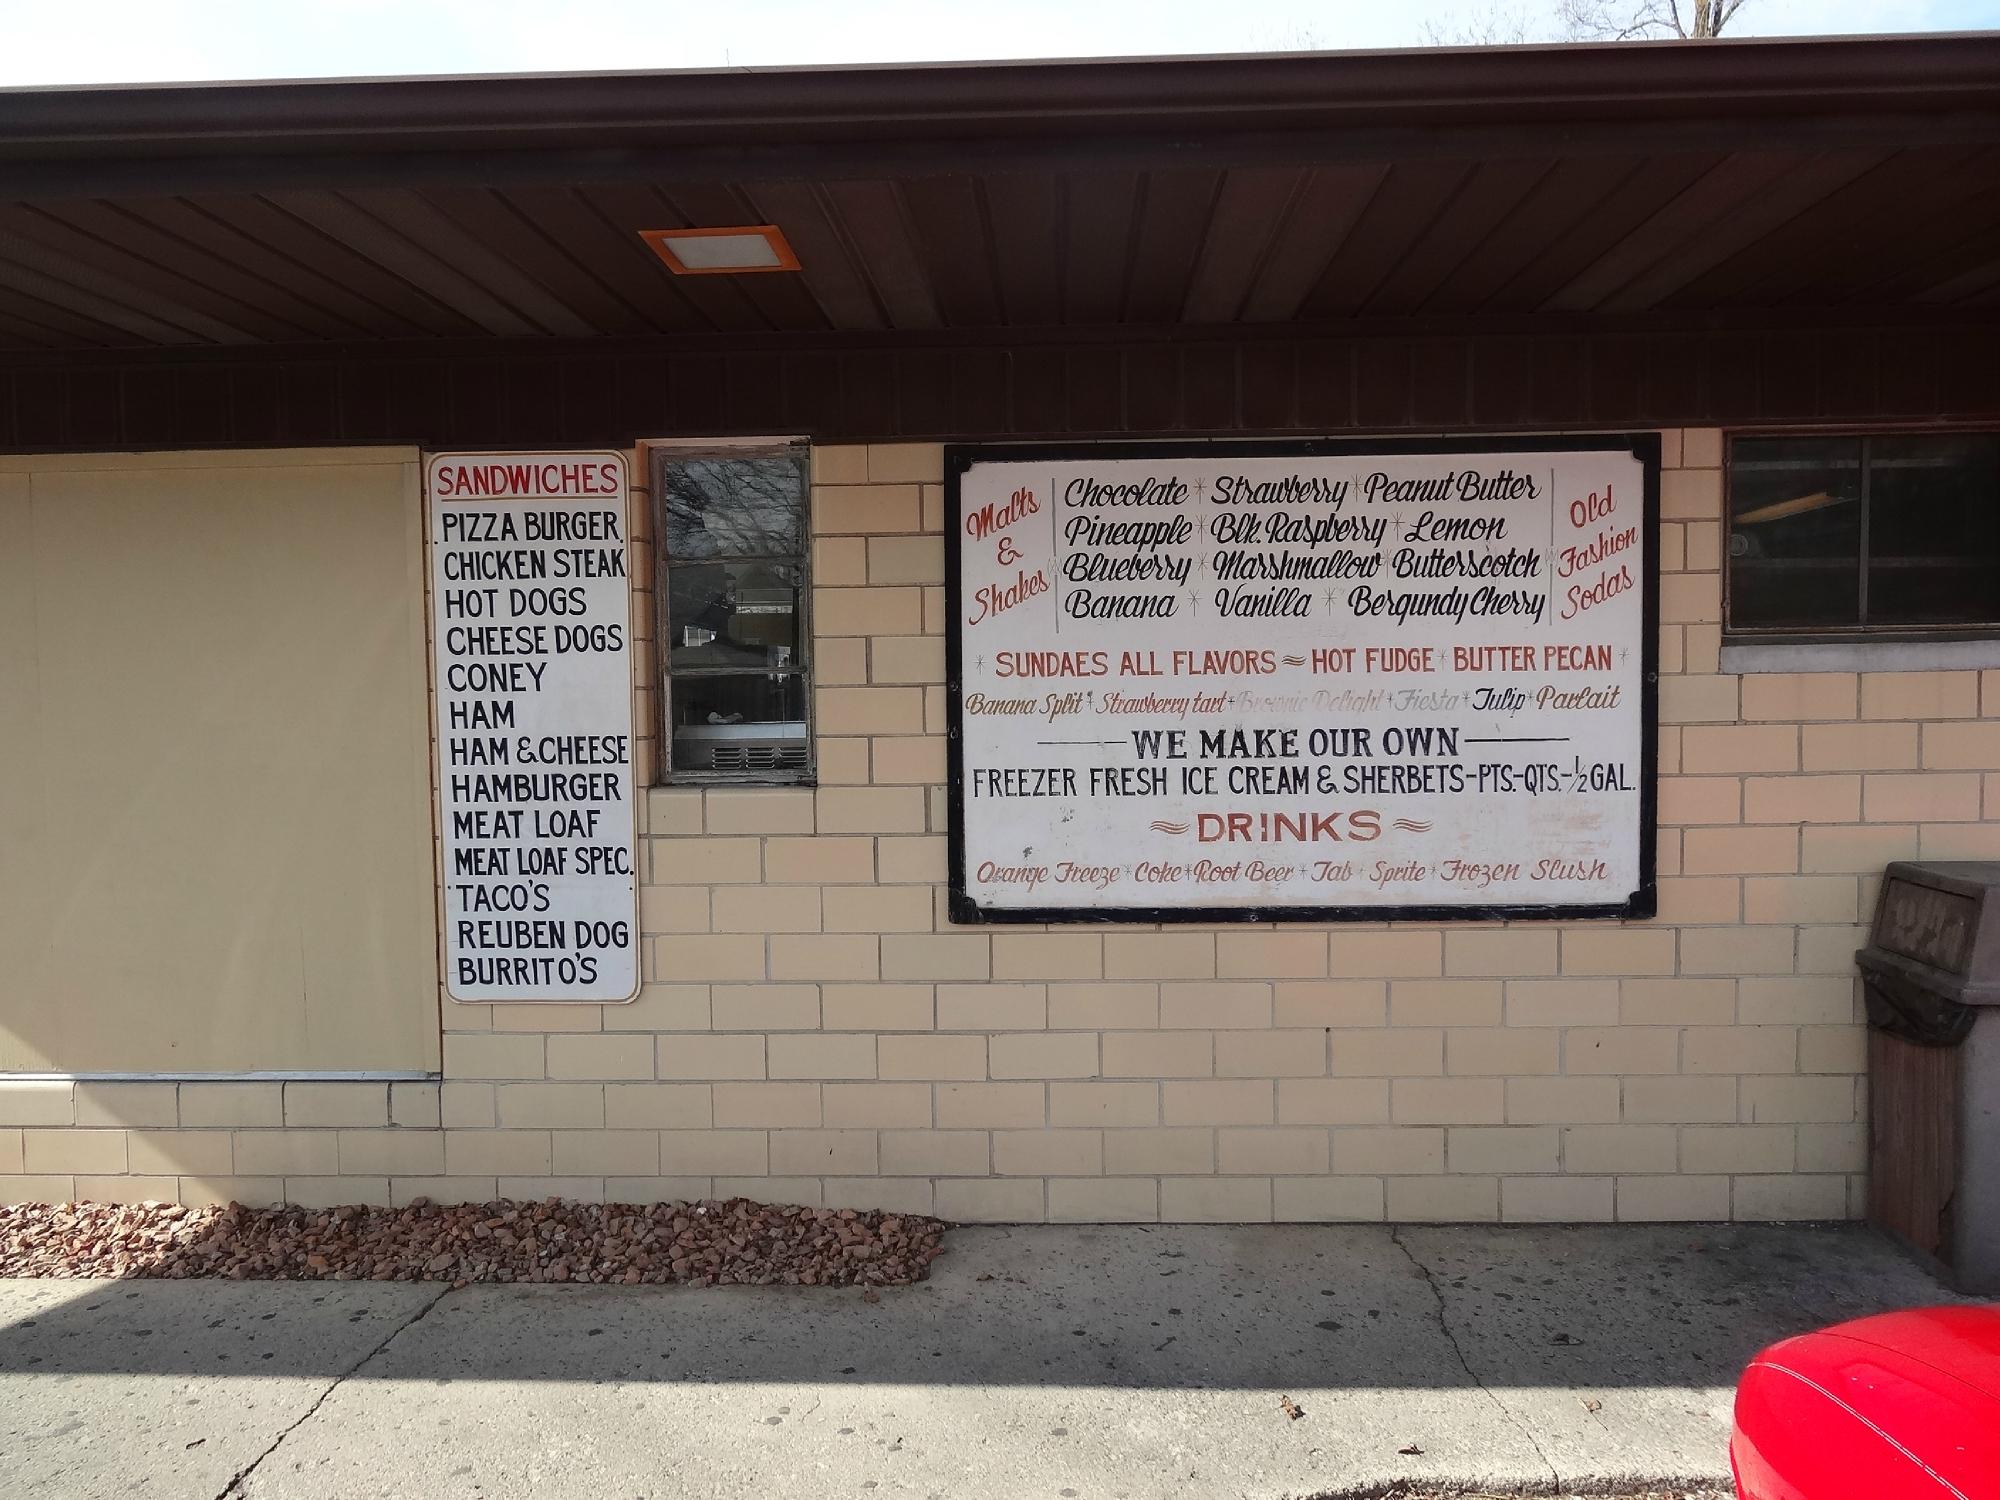 SANDWICHES
PIZZA BURGER
CHICKEN STEAK
HOT DOGS
CHEESE DOGS
CONEY
HAM
HAM & CHEESE
HAMBURGER
MEAT LOAF
MEAT LOAF SPEC.
TACO'S
REUBEN DOG
BURRITO'S
Malts
&
Shakes
Chocolate * Strawberry * Peanut Butter
Pineapple * Blk. Raspberry * Lemon
Blueberry * Marshmallow * Butterscotch
Banana * Vanilla * Bergundy Cherry
Old
Fashion
Sodas
* SUNDAES ALL FLAVORS ≈ HOT FUDGE * BUTTER PECAN *
Banana Split * Strawberry tart * Brownie Delight * Fiesta * Tulip * Parfait
WE MAKE OUR OWN
FREEZER FRESH ICE CREAM & SHERBETS-PTS.-QTS.-1/2 GAL.
≈ DRINKS ≈
Orange Freeze * Coke * Root Beer * Tab * Sprite * Frozen Slush